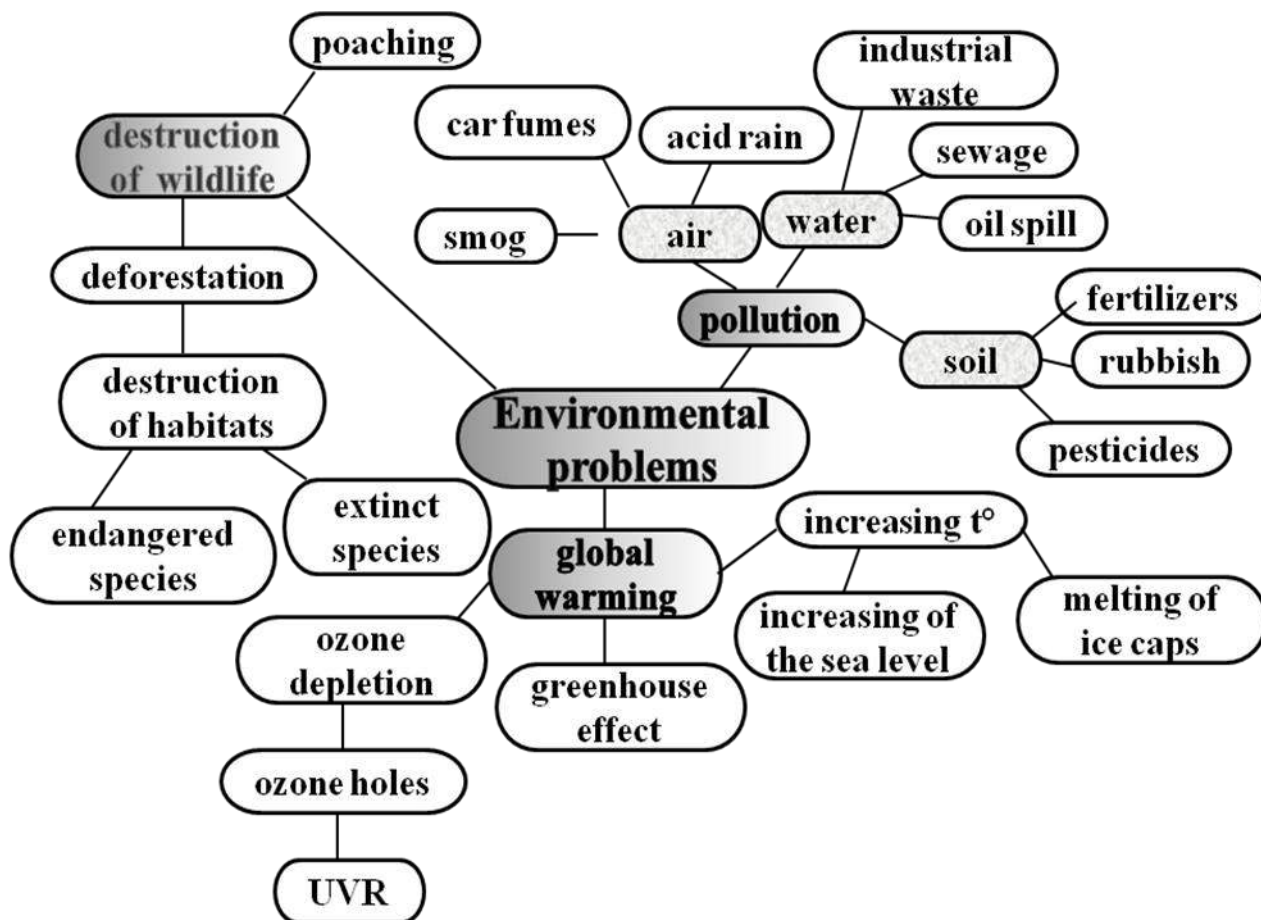 poaching
industrial
waste
car fumes
acid rain
destruction
of wildlife
sewage
water
oil spill
smog
air
deforestation
fertilizers
pollution
soil
rubbish
destruction
of habitats
Environmental
problems
pesticides
extinct
species
increasing t°
endangered
species
global
warming
increasing of
the sea level
melting of
ice caps
ozone
depletion
greenhouse
effect
ozone holes
UVR